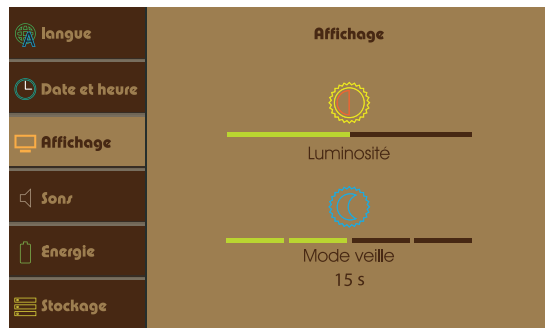 langue
Date et heure
Affichage
Sons
Energie
Stockage
Affichage
Luminosité
Mode veille
15 s